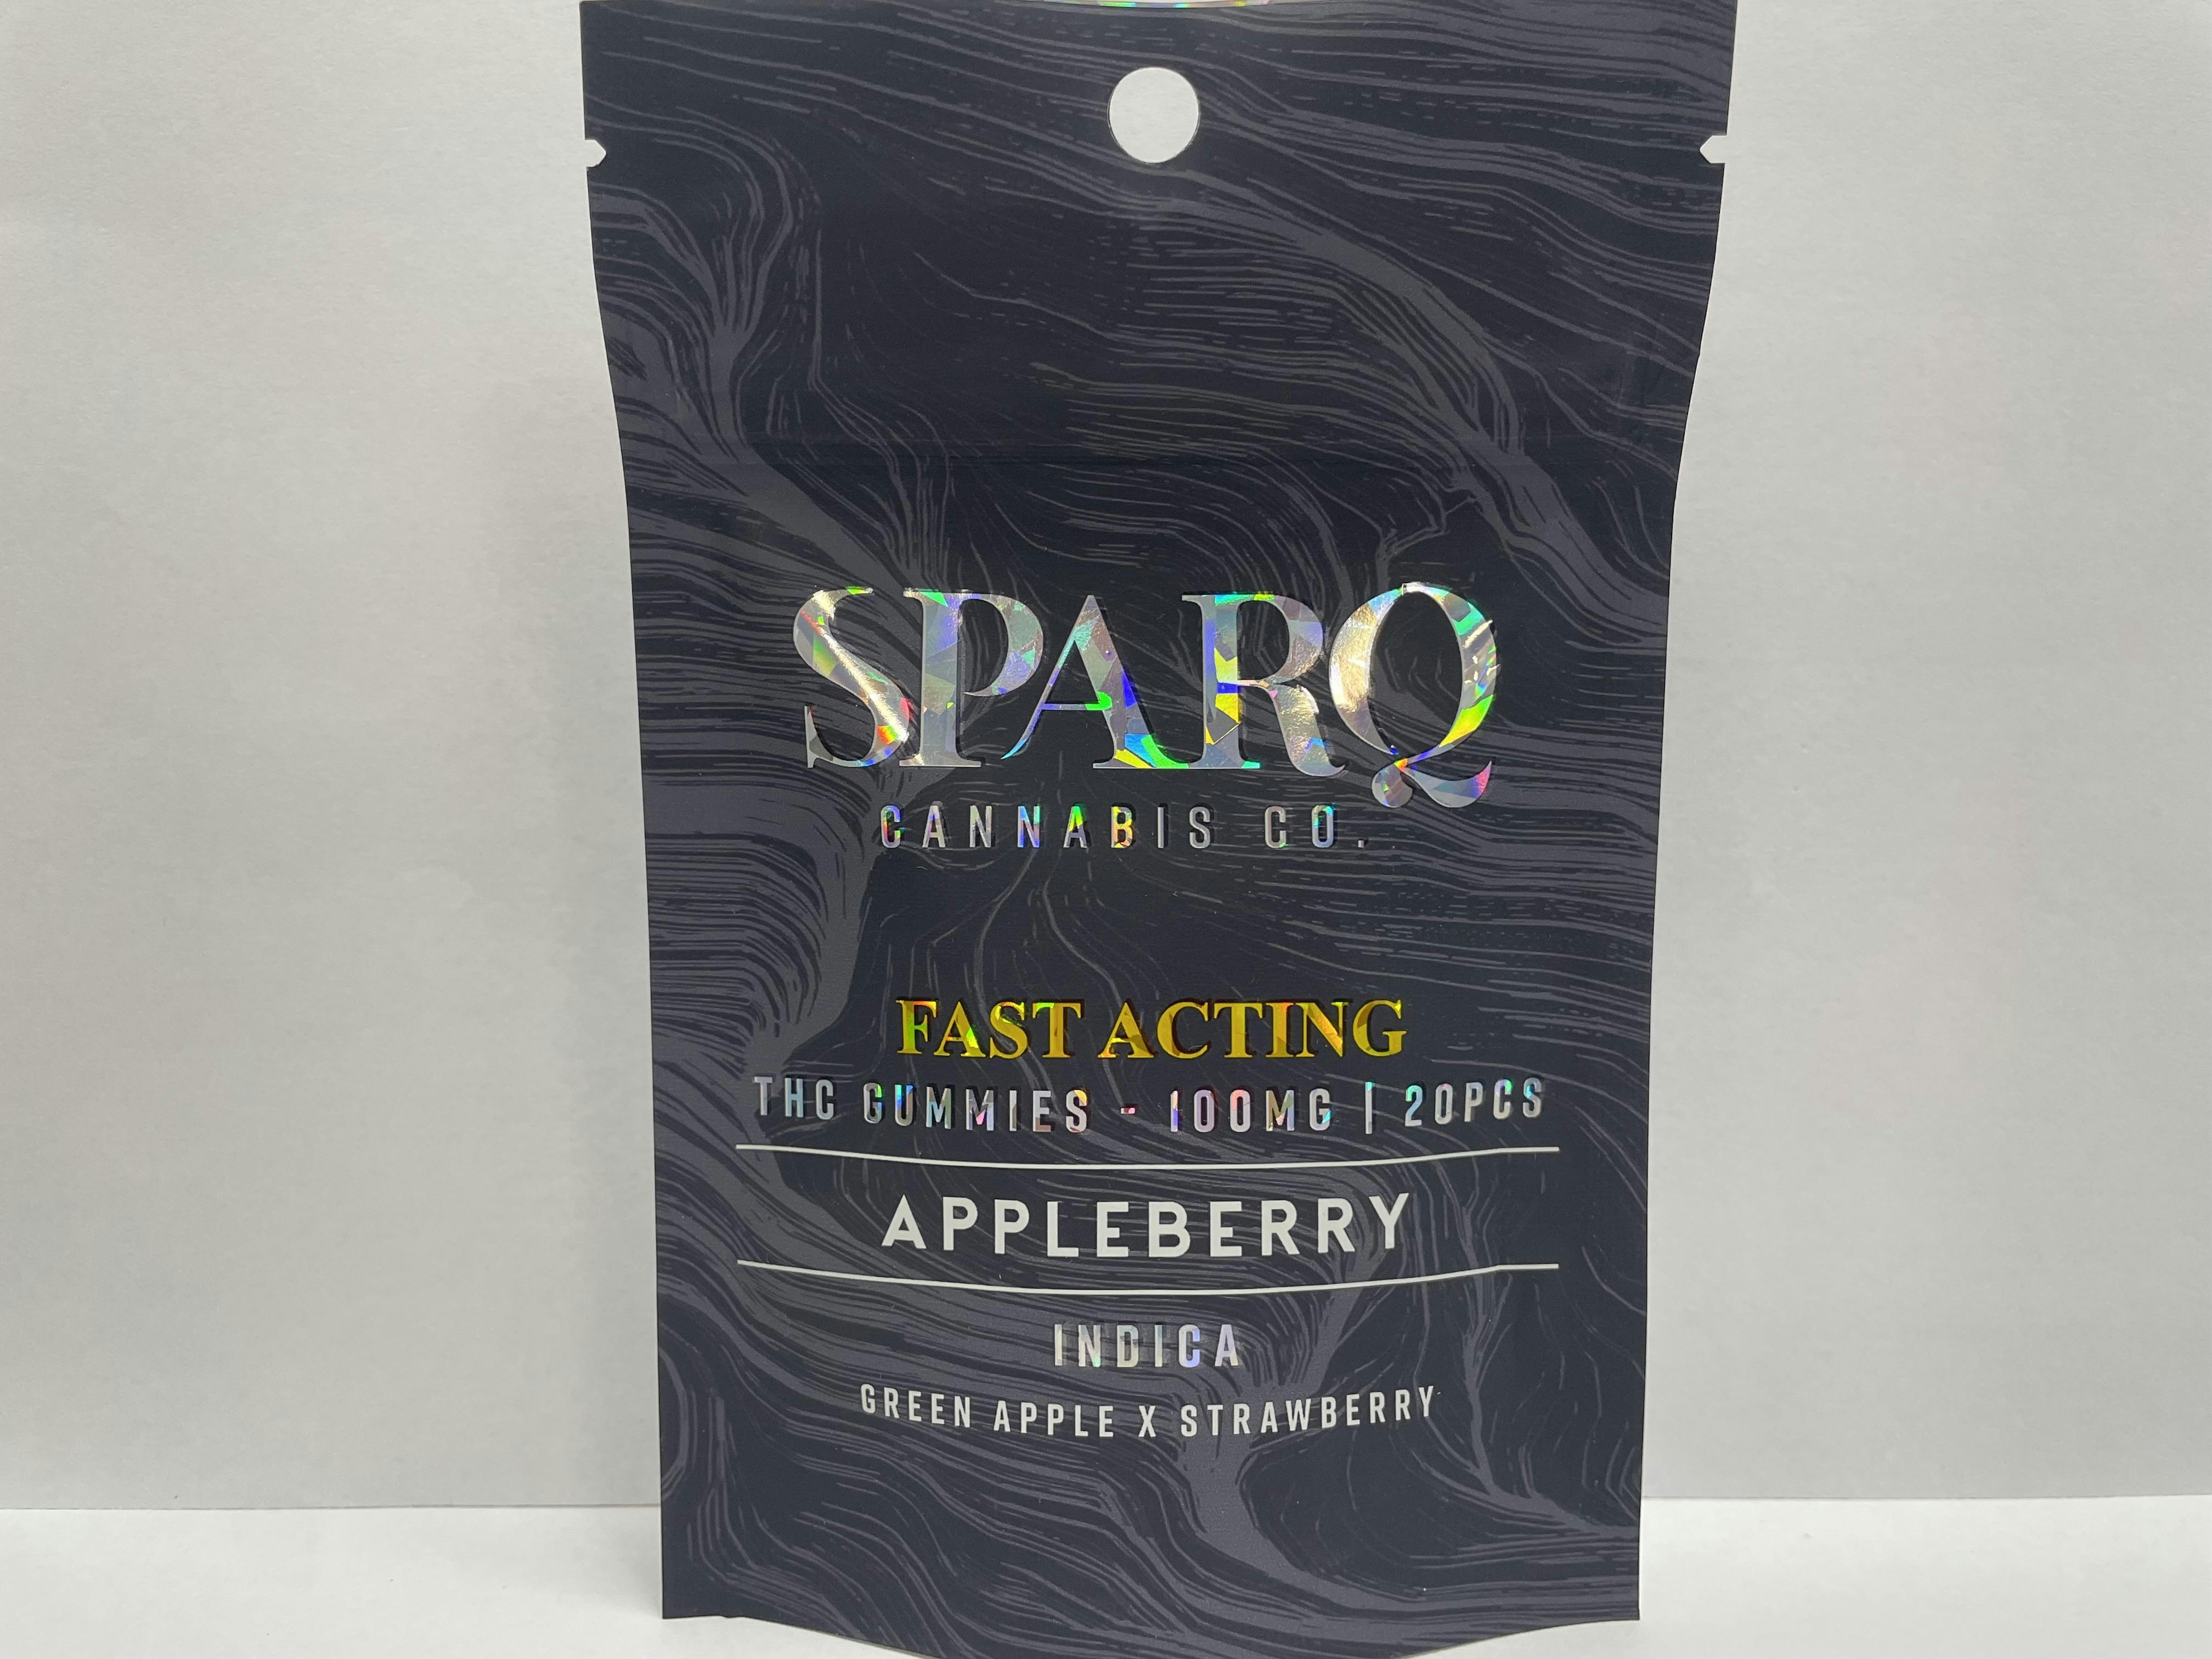 SPARQ
CANNABIS CO.
FAST ACTING
THC GUMMIES - 100MG | 20PCS
APPLEBERRY
INDICA
GREEN APPLE X STRAWBERRY